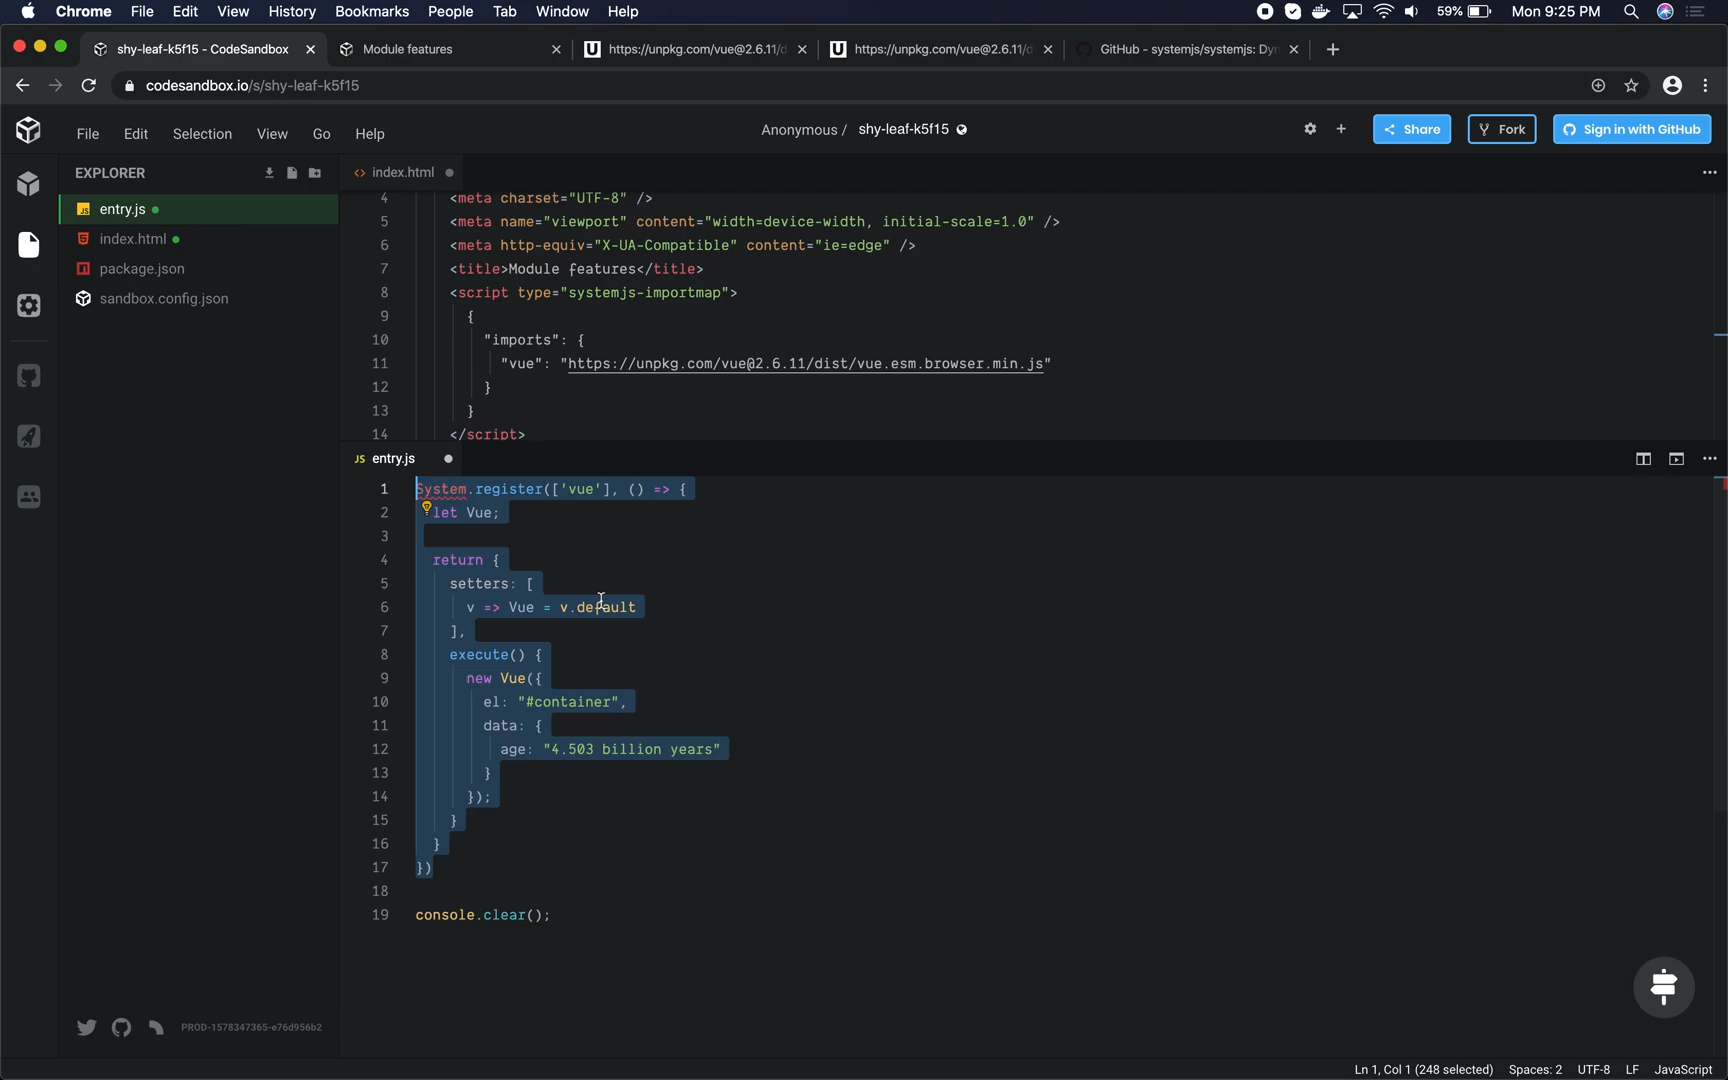 Chrome File Edit View History Bookmarks People Tab Window Help 59% Mon 9:25 PM
shy-leaf-k5f15 - CodeSandbox Module features https://unpkg.com/vue@2.6.11/d https://unpkg.com/vue@2.6.11/d GitHub - systemjs/systemjs: Dyn
codesandbox.io/s/shy-leaf-k5f15
File Edit Selection View Go Help Anonymous / shy-leaf-k5f15 Share Fork Sign in with GitHub
EXPLORER
JS entry.js
index.html
package.json
sandbox.config.json
PROD-1578347365-e76d956b2
<> index.html
4 <meta charset="UTF-8" />
5 <meta name="viewport" content="width=device-width, initial-scale=1.0" />
6 <meta http-equiv="X-UA-Compatible" content="ie=edge" />
7 <title>Module features</title>
8 <script type="systemjs-importmap">
9 {
10 "imports": {
11 "vue": "https://unpkg.com/vue@2.6.11/dist/vue.esm.browser.min.js"
12 }
13 }
14 </script>
JS entry.js
1 System.register(['vue'], () => {
2 let Vue;
3
4 return {
5 setters: [
6 v => Vue = v.default
7 ],
8 execute() {
9 new Vue({
10 el: "#container",
11 data: {
12 age: "4.503 billion years"
13 }
14 });
15 }
16 }
17 })
18
19 console.clear();
Ln 1, Col 1 (248 selected) Spaces: 2 UTF-8 LF JavaScript